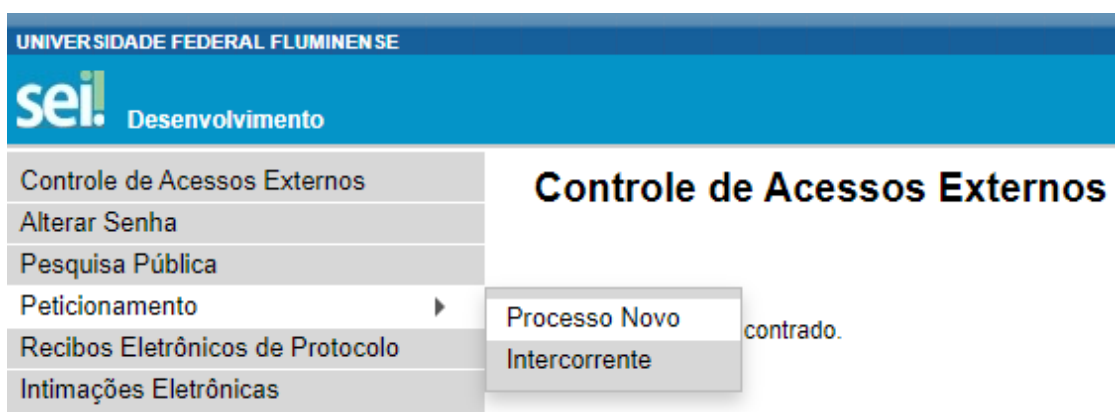 UNIVERSIDADE FEDERAL FLUMINENSE
sei!
Desenvolvimento
Controle de Acessos Externos
Alterar Senha
Pesquisa Pública
Peticionamento
Recibos Eletrônicos de Protocolo
Intimações Eletrônicas
Processo Novo
Intercorrente
Controle de Acessos Externos
contrado.